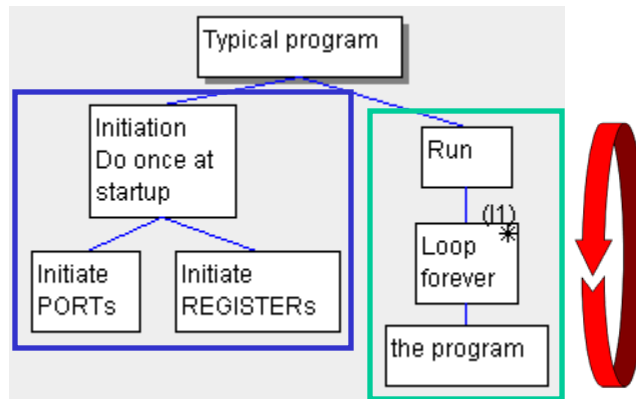 Typical program
Initiation
Do once at
startup
Initiate
PORTs
Initiate
REGISTERs
Run
(I1)
*
Loop
forever
the program